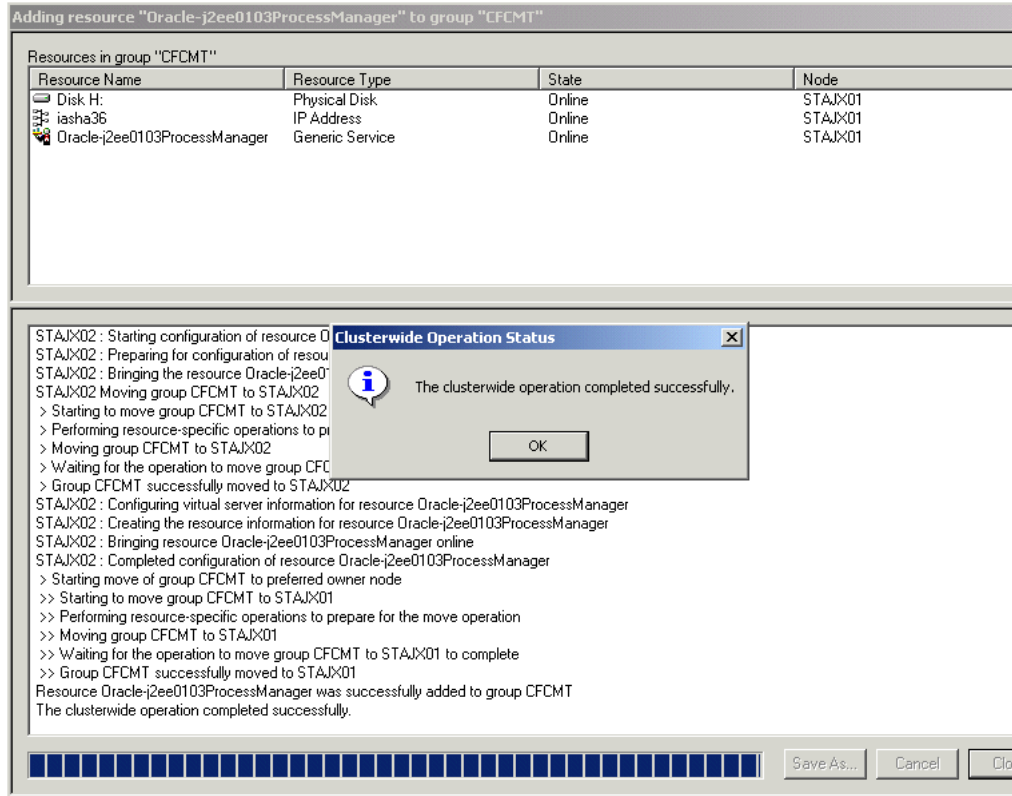 Adding resource "Oracle-j2ee0103ProcessManager" to group "CFCMT"
Resources in group "CFCMT"
Resource Name Resource Type State Node
Disk H: Physical Disk Online STAJX01
iasha36 IP Address Online STAJX01
Oracle-j2ee0103ProcessManager Generic Service Online STAJX01
STAJX02 : Starting configuration of resource
STAJX02 : Preparing for configuration of
STAJX02 : Bringing the resource
STAJX02 Moving group CFCMT to STAJX02
> Starting to move group CFCMT to STAJX02
> Performing resource-specific operations to
> Moving group CFCMT to STAJX02
> Waiting for the operation to move group
> Group CFCMT successfully moved to STAJX02
Clusterwide Operation Status
The clusterwide operation completed successfully.
OK
STAJX02 : Configuring virtual server information for resource Oracle-j2ee0103ProcessManager
STAJX02 : Creating the resource information for resource Oracle-j2ee0103ProcessManager
STAJX02 : Bringing resource Oracle-j2ee0103ProcessManager online
STAJX02 : Completed configuration of resource Oracle-j2ee0103ProcessManager
> Starting move of group CFCMT to preferred owner node
>> Starting to move group CFCMT to STAJX01
>> Performing resource-specific operations to prepare for the move operation
>> Moving group CFCMT to STAJX01
>> Waiting for the operation to move group CFCMT to STAJX01 to complete
>> Group CFCMT successfully moved to STAJX01
Resource Oracle-j2ee0103ProcessManager was successfully added to group CFCMT
The clusterwide operation completed successfully.
Save As... Cancel